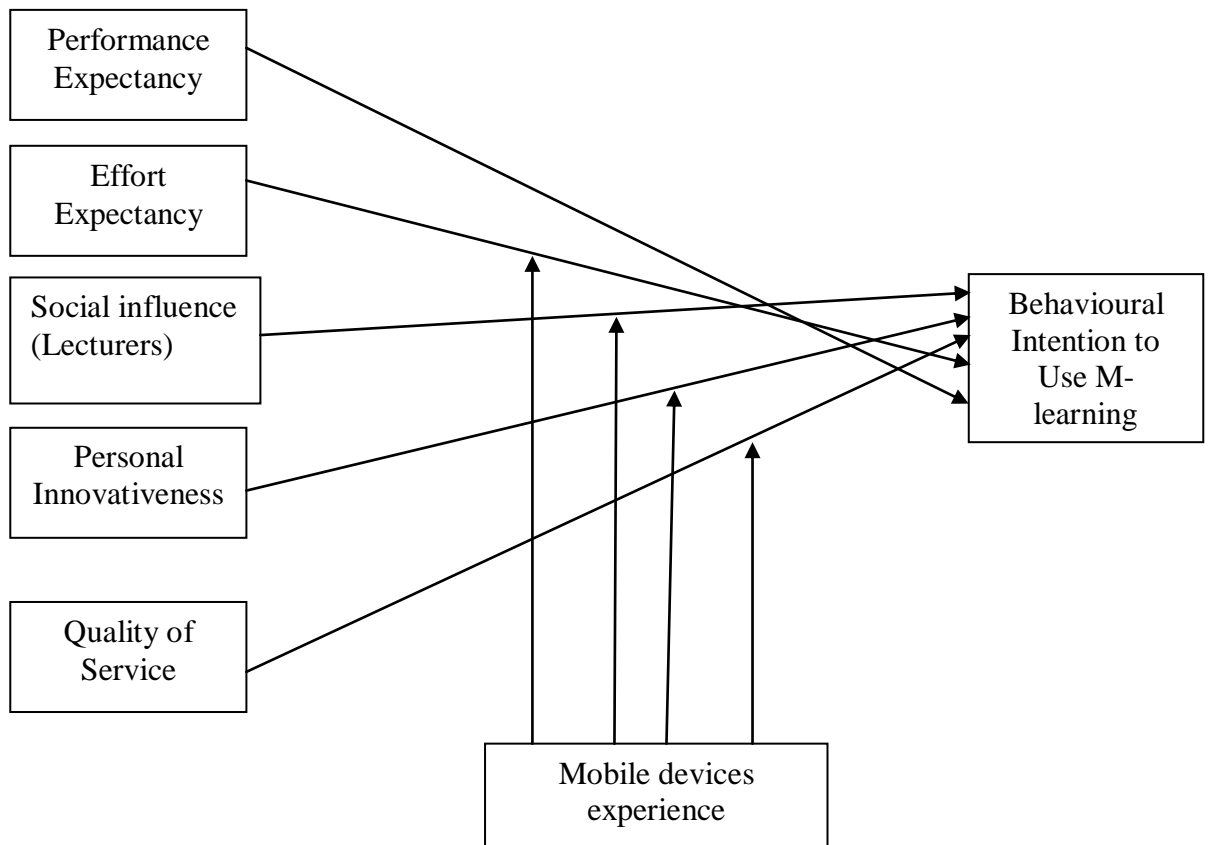 Performance
Expectancy
Effort
Expectancy
Social influence
(Lecturers)
Personal
Innovativeness
Quality of
Service
Behavioural
Intention to
Use M-
learning
Mobile devices
experience